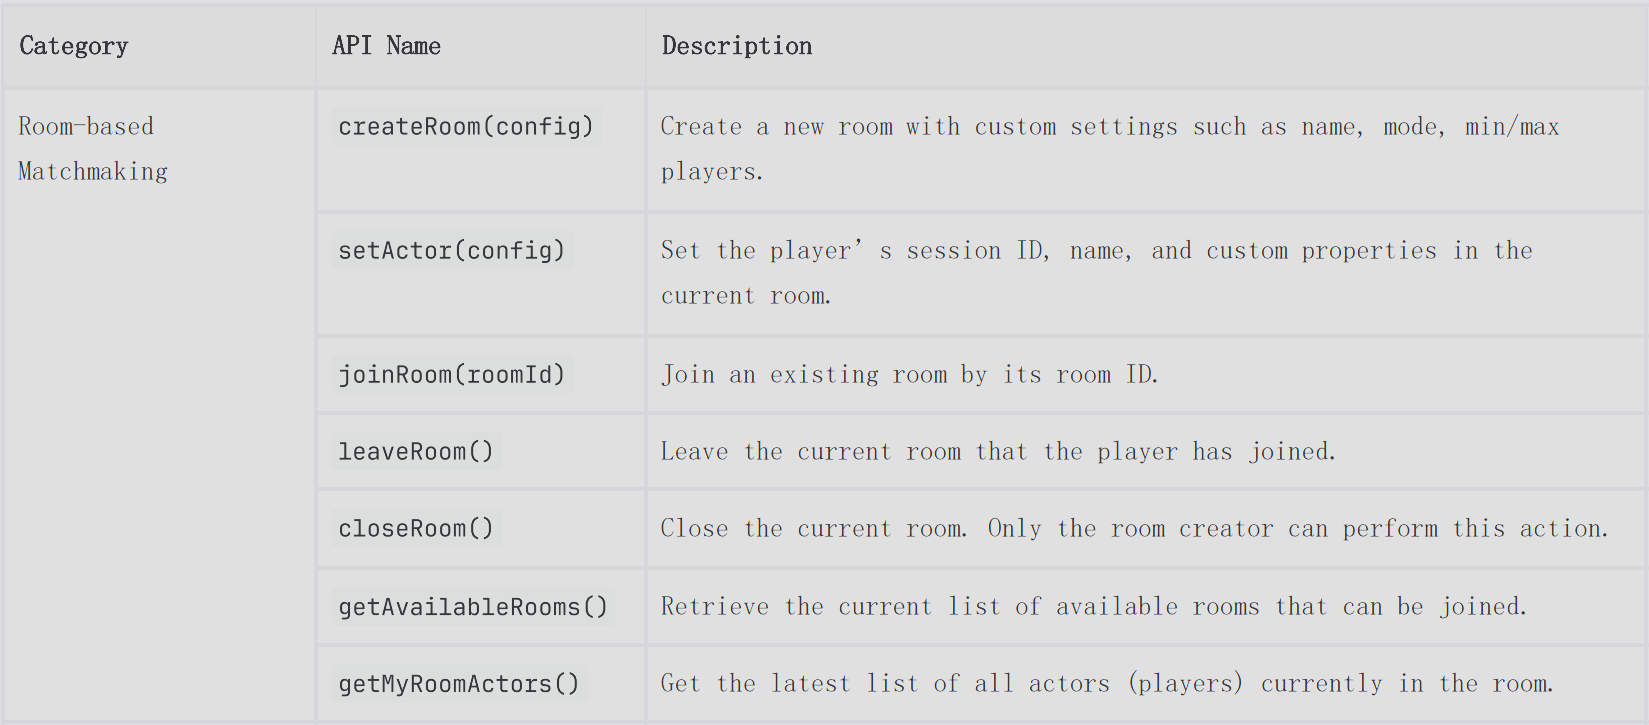 Category API Name Description
Room-based createRoom(config) Create a new room with custom settings such as name, mode, min/max
Matchmaking players.
setActor(config) Set the player’s session ID, name, and custom properties in the
current room.
joinRoom(roomId) Join an existing room by its room ID.
leaveRoom() Leave the current room that the player has joined.
closeRoom() Close the current room. Only the room creator can perform this action.
getAvailableRooms() Retrieve the current list of available rooms that can be joined.
getMyRoomActors() Get the latest list of all actors (players) currently in the room.